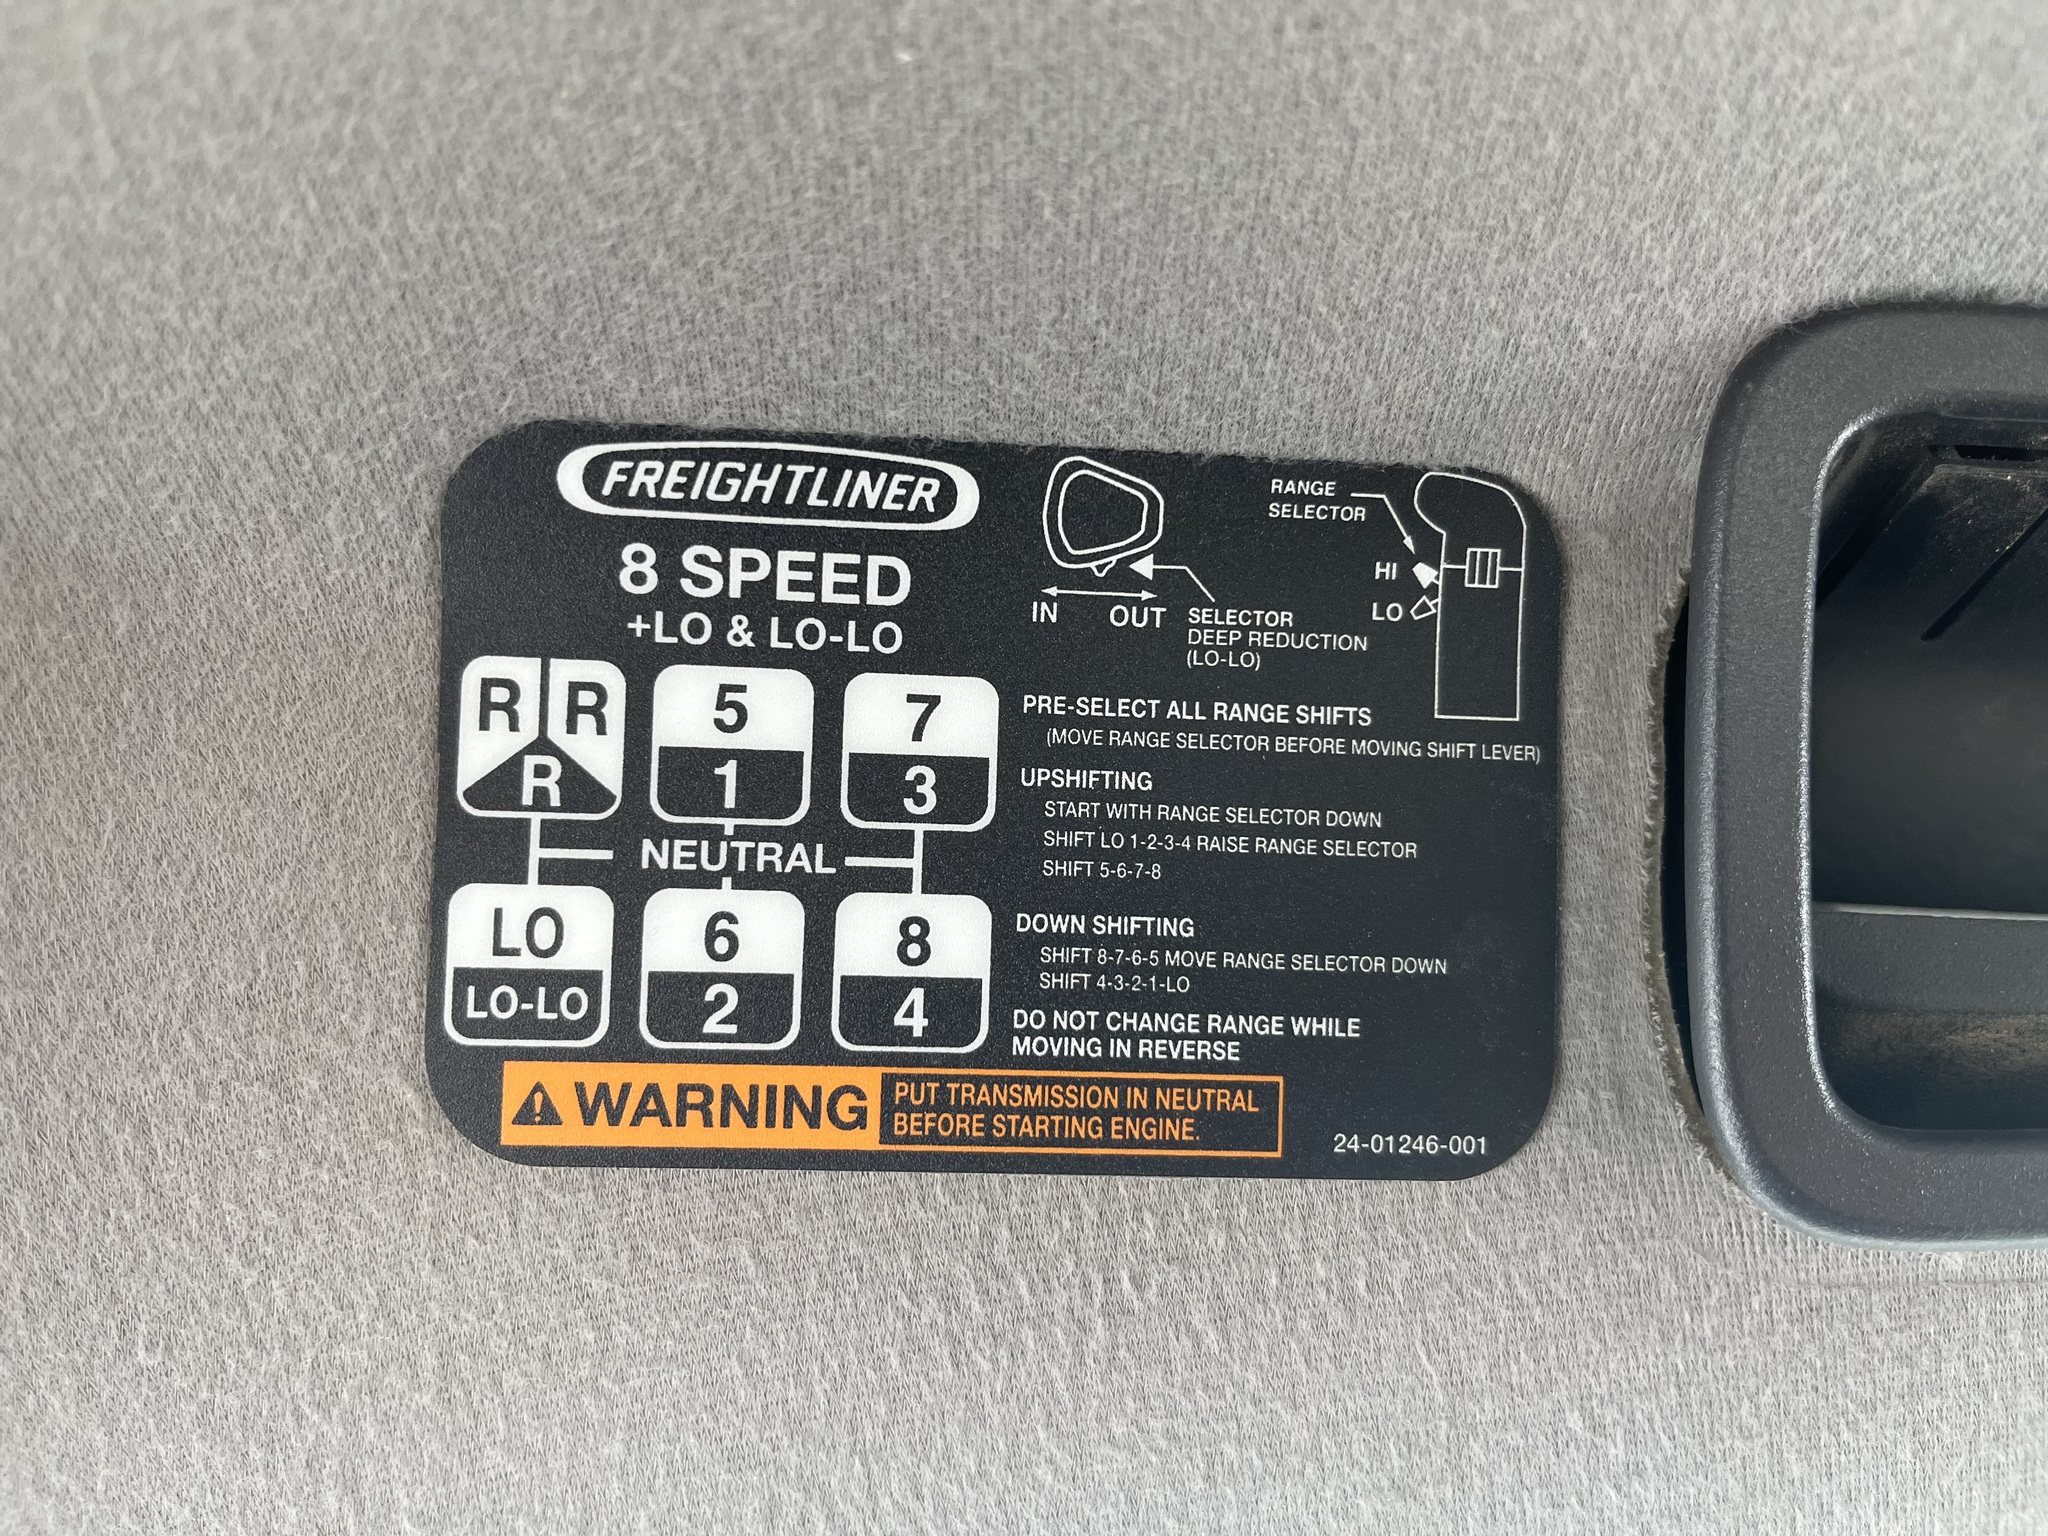 FREIGHTLINER
8 SPEED
+LO & LO-LO
R R
R
5
1
7
3
NEUTRAL
LO
LO-LO
6
2
8
4
IN OUT
SELECTOR
DEEP REDUCTION
(LO-LO)
RANGE
SELECTOR
HI
LO
PRE-SELECT ALL RANGE SHIFTS
(MOVE RANGE SELECTOR BEFORE MOVING SHIFT LEVER)
UPSHIFTING
START WITH RANGE SELECTOR DOWN
SHIFT LO 1-2-3-4 RAISE RANGE SELECTOR
SHIFT 5-6-7-8
DOWN SHIFTING
SHIFT 8-7-6-5 MOVE RANGE SELECTOR DOWN
SHIFT 4-3-2-1-LO
DO NOT CHANGE RANGE WHILE
MOVING IN REVERSE
WARNING
PUT TRANSMISSION IN NEUTRAL
BEFORE STARTING ENGINE.
24-01246-001